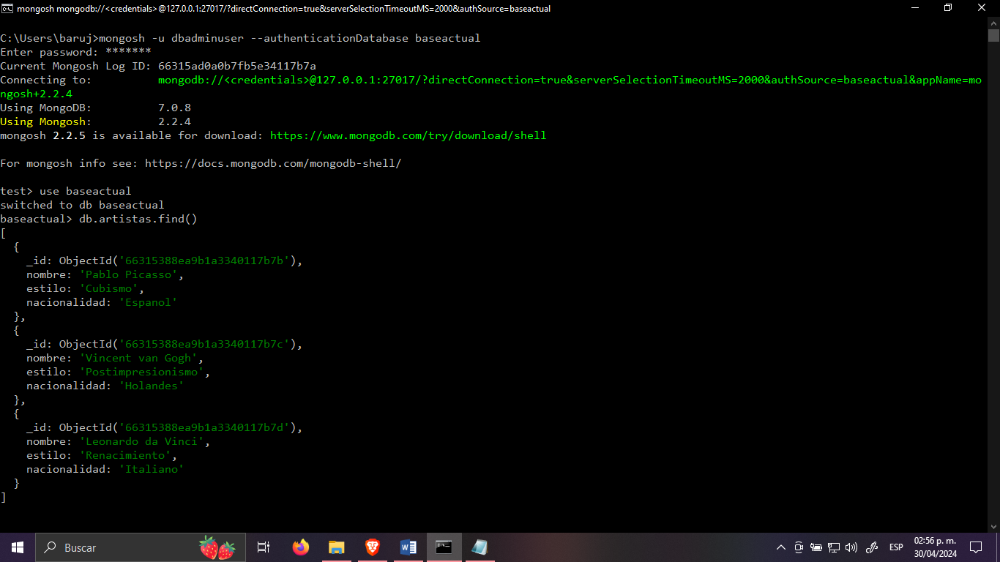 mongosh mongodb://<credentials>@127.0.0.1:27017/?directConnection=true&serverSelectionTimeoutMS=2000&authSource=baseactual
C:\Users\baruj>mongosh -u dbadminuser --authenticationDatabase baseactual
Enter password: *******
Current Mongosh Log ID: 66315ad0a0b7fb5e34117b7a
Connecting to:          mongodb://<credentials>@127.0.0.1:27017/?directConnection=true&serverSelectionTimeoutMS=2000&authSource=baseactual&appName=mo
ngosh+2.2.4
Using MongoDB:          7.0.8
Using Mongosh:          2.2.4
mongosh 2.2.5 is available for download: https://www.mongodb.com/try/download/shell
For mongosh info see: https://docs.mongodb.com/mongodb-shell/
test> use baseactual
switched to db baseactual
baseactual> db.artistas.find()
[
  {
    _id: ObjectId('66315388ea9b1a3340117b7b'),
    nombre: 'Pablo Picasso',
    estilo: 'Cubismo',
    nacionalidad: 'Espanol'
  },
  {
    _id: ObjectId('66315388ea9b1a3340117b7c'),
    nombre: 'Vincent van Gogh',
    estilo: 'Postimpresionismo',
    nacionalidad: 'Holandes'
  },
  {
    _id: ObjectId('66315388ea9b1a3340117b7d'),
    nombre: 'Leonardo da Vinci',
    estilo: 'Renacimiento',
    nacionalidad: 'Italiano'
  }
]
Buscar
ESP
02:56 p. m.
30/04/2024